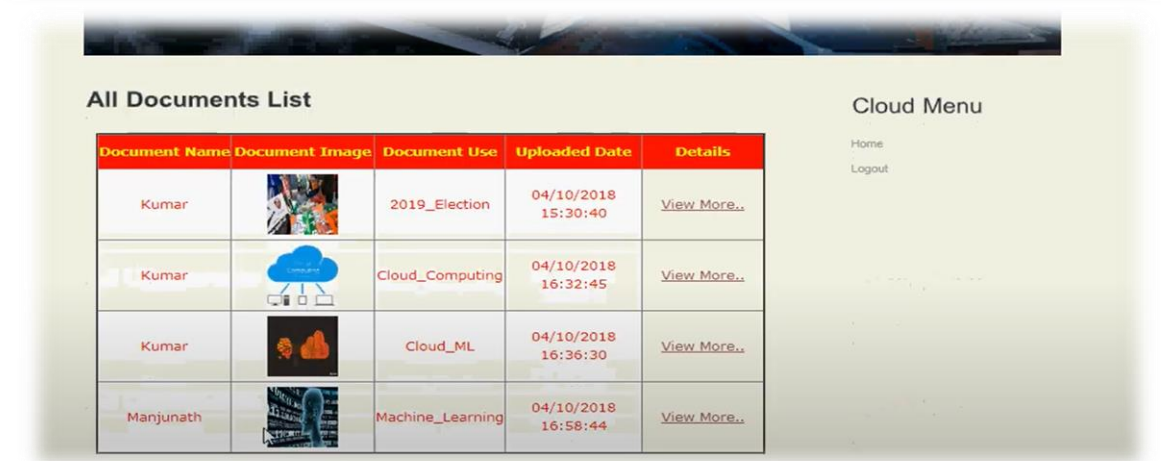 All Documents List
Cloud Menu
Home
Logout
Document Name Document Image Document Use Uploaded Date Details
Kumar 2019_Election 04/10/2018 15:30:40 View More..
Kumar Cloud_Computing 04/10/2018 16:32:45 View More..
Kumar Cloud_ML 04/10/2018 16:36:30 View More..
Manjunath Machine_Learning 04/10/2018 16:58:44 View More..